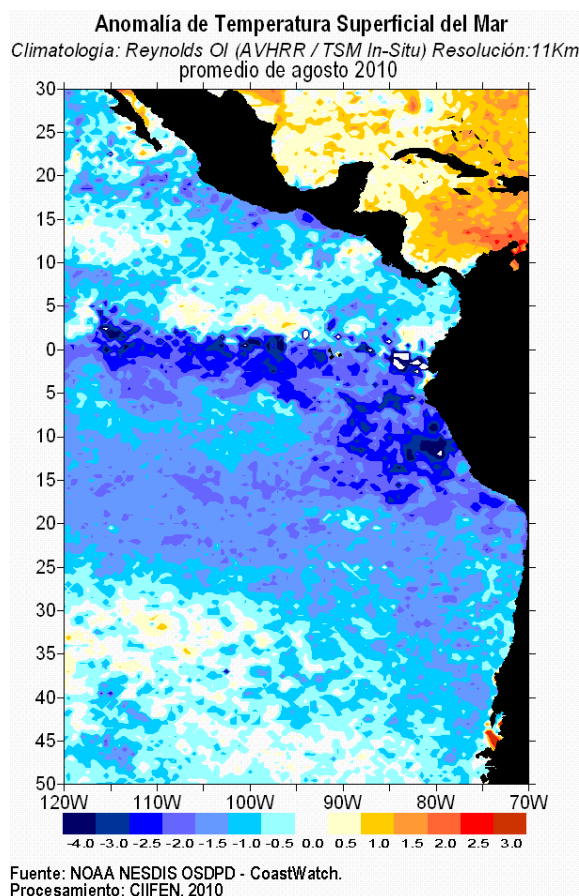 Anomalía de Temperatura Superficial del Mar
Climatología: Reynolds OI (AVHRR / TSM In-Situ) Resolución:11Km
promedio de agosto 2010
30
25
20
15
10
5
0
5
10
15
20
25
30
35
40
45
50
120W 110W 100W 90W 80W 70W
-4.0 -3.0 -2.5 -2.0 -1.5 -1.0 -0.5 0.0 0.5 1.0 1.5 2.0 2.5 3.0
Fuente: NOAA NESDIS OSDPD - CoastWatch.
Procesamiento: CIIFEN, 2010